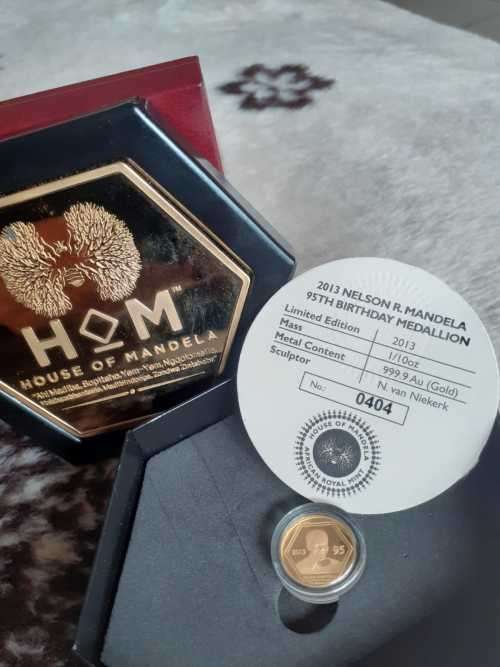 HM™
HOUSE OF MANDELA
2013 NELSON R. MANDELA
95TH BIRTHDAY MEDALLION
Limited Edition 2013
Mass 1/10oz
Metal Content 999.9 Au (Gold)
Sculptor N. van Niekerk
No: 0404
HOUSE OF MANDELA
AFRICAN ROYAL MINT
2013 95